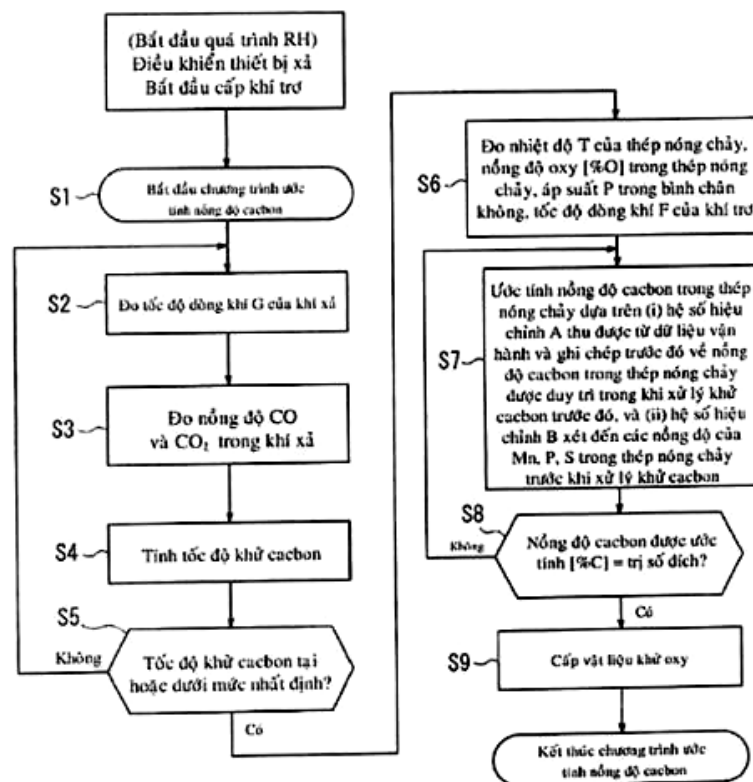 (Bắt đầu quá trình RH)
Điều khiển thiết bị xả
Bắt đầu cấp khí trơ
S1
Bắt đầu chương trình ước
tính nồng độ cacbon
S2
Đo tốc độ dòng khí G của khí xả
S3
Đo nồng độ CO
và CO₂ trong khí xả
S4
Tính tốc độ khử cacbon
S5
Tốc độ khử cacbon tại
hoặc dưới mức nhất định?
Không
Có
S6
Đo nhiệt độ T của thép nóng chảy,
nồng độ oxy [%O] trong thép nóng
chảy, áp suất P trong bình chân
không, tốc độ dòng khí F của khí trơ
S7
Ước tính nồng độ cacbon trong thép
nóng chảy dựa trên (i) hệ số hiệu
chỉnh A thu được từ dữ liệu vận
hành và ghi chép trước đó về nồng
độ cacbon trong thép nóng chảy
được duy trì trong khi xử lý khử
cacbon trước đó, và (ii) hệ số hiệu
chỉnh B xét đến các nồng độ của
Mn, P, S trong thép nóng chảy
trước khi xử lý khử cacbon
S8
Không
Nồng độ cacbon được ước
tính [%C] = trị số đích?
Có
S9
Cấp vật liệu khử oxy
Kết thúc chương trình ước
tính nồng độ cacbon